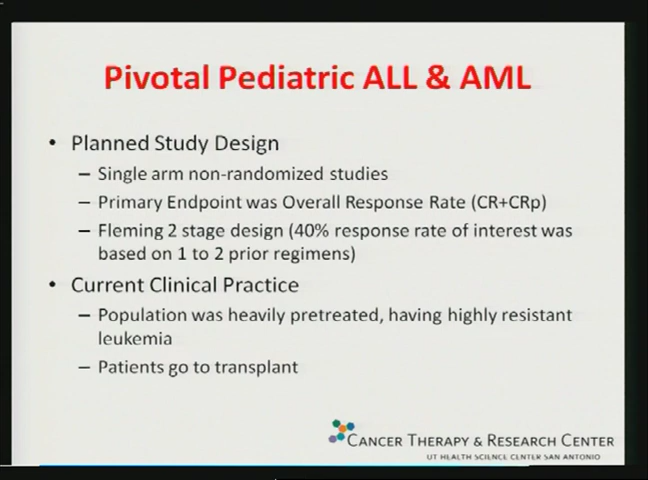 Pivotal Pediatric ALL & AML
• Planned Study Design
– Single arm non-randomized studies
– Primary Endpoint was Overall Response Rate (CR+CRp)
– Fleming 2 stage design (40% response rate of interest was
based on 1 to 2 prior regimens)
• Current Clinical Practice
– Population was heavily pretreated, having highly resistant
leukemia
– Patients go to transplant
CANCER THERAPY & RESEARCH CENTER
UT HEALTH SCIENCE CENTER SAN ANTONIO